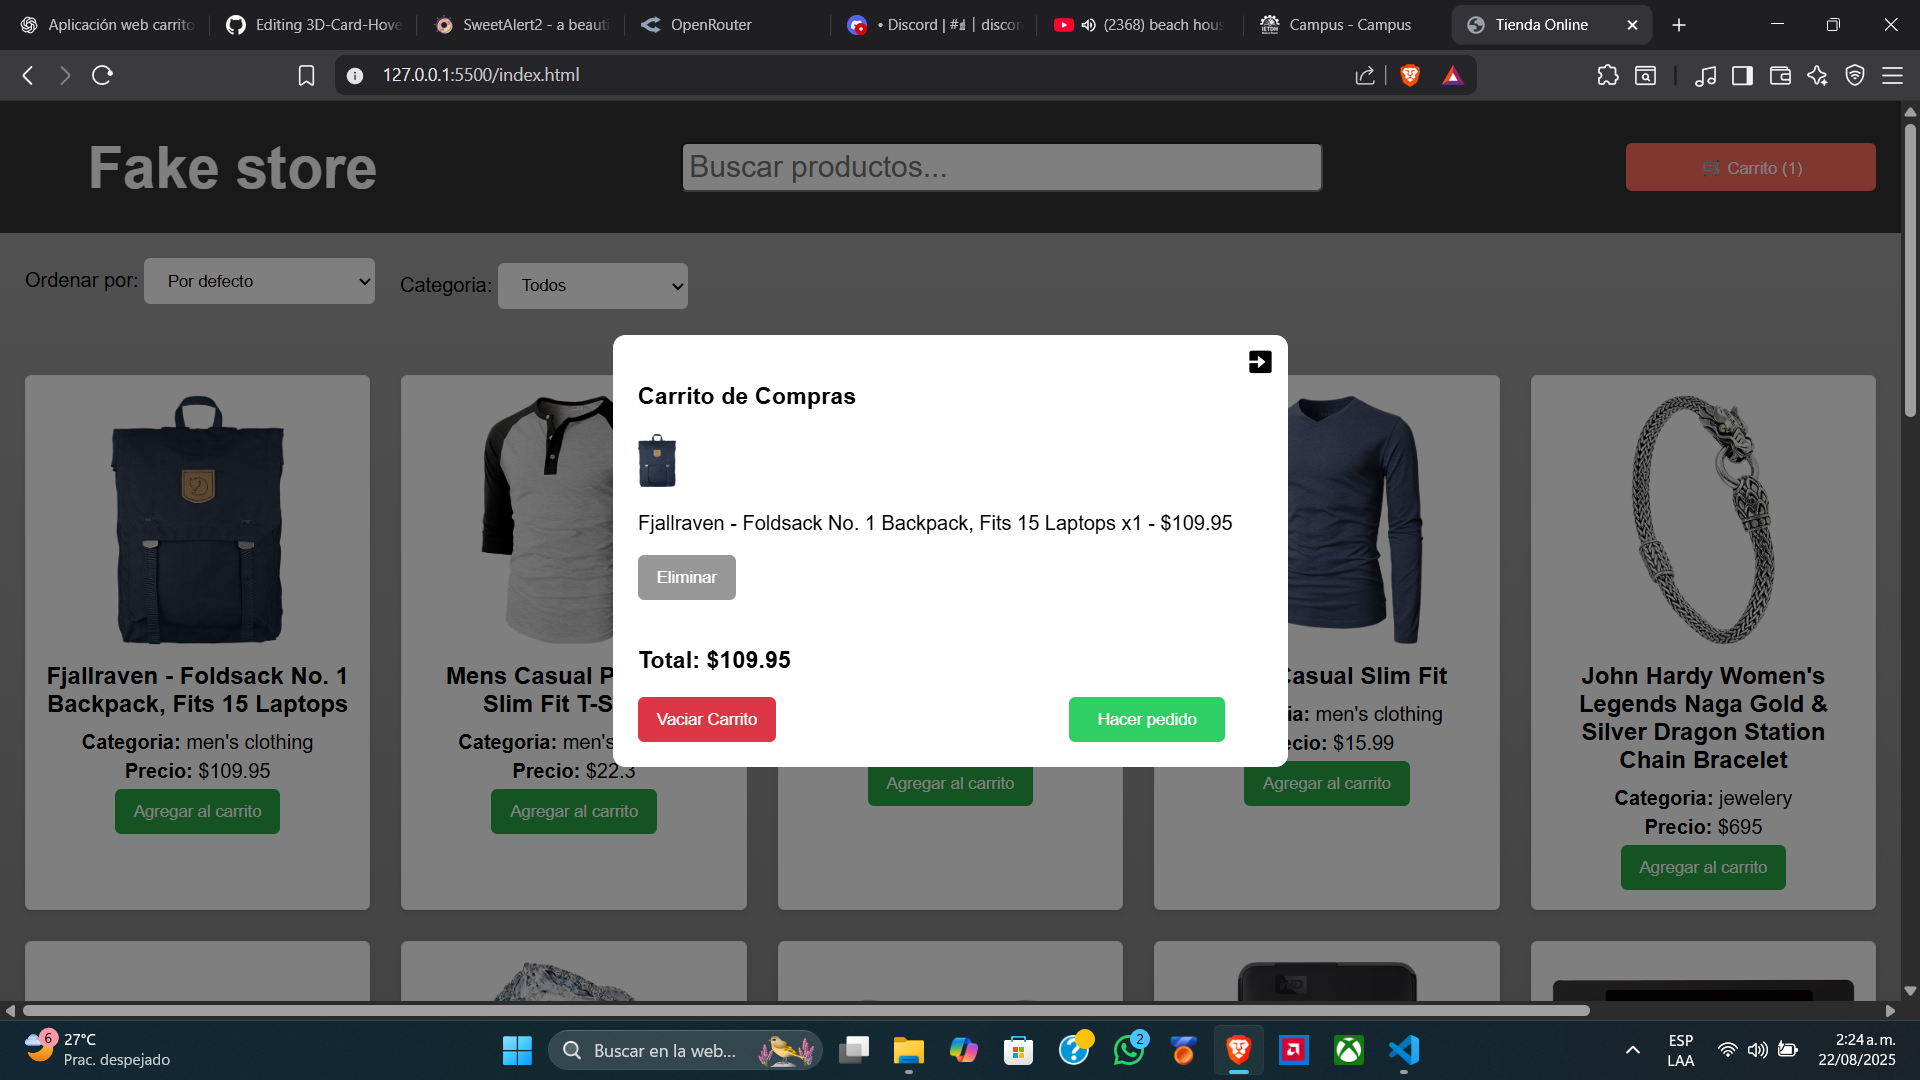 Aplicación web carrito
Editing 3D-Card-Hove
SweetAlert2 - a beauti
OpenRouter
• Discord | #
(2368) beach hous
Campus - Campus
Tienda Online
127.0.0.1:5500/index.html
Fake store
Buscar productos...
Carrito (1)
Ordenar por:
Por defecto
Categoria:
Todos
Carrito de Compras
Fjallraven - Foldsack No. 1 Backpack, Fits 15 Laptops x1 - $109.95
Eliminar
Total: $109.95
Vaciar Carrito
Hacer pedido
Fjallraven - Foldsack No. 1
Backpack, Fits 15 Laptops
Categoria: men's clothing
Precio: $109.95
Agregar al carrito
Mens Casual P
Slim Fit T-S
Categoria: men's
Precio: $22.3
Agregar al carrito
Agregar al carrito
Casual Slim Fit
ia: men's clothing
ecio: $15.99
Agregar al carrito
John Hardy Women's
Legends Naga Gold &
Silver Dragon Station
Chain Bracelet
Categoria: jewelery
Precio: $695
Agregar al carrito
6
27°C
Prac. despejado
Buscar en la web...
2
ESP
LAA
2:24 a. m.
22/08/2025